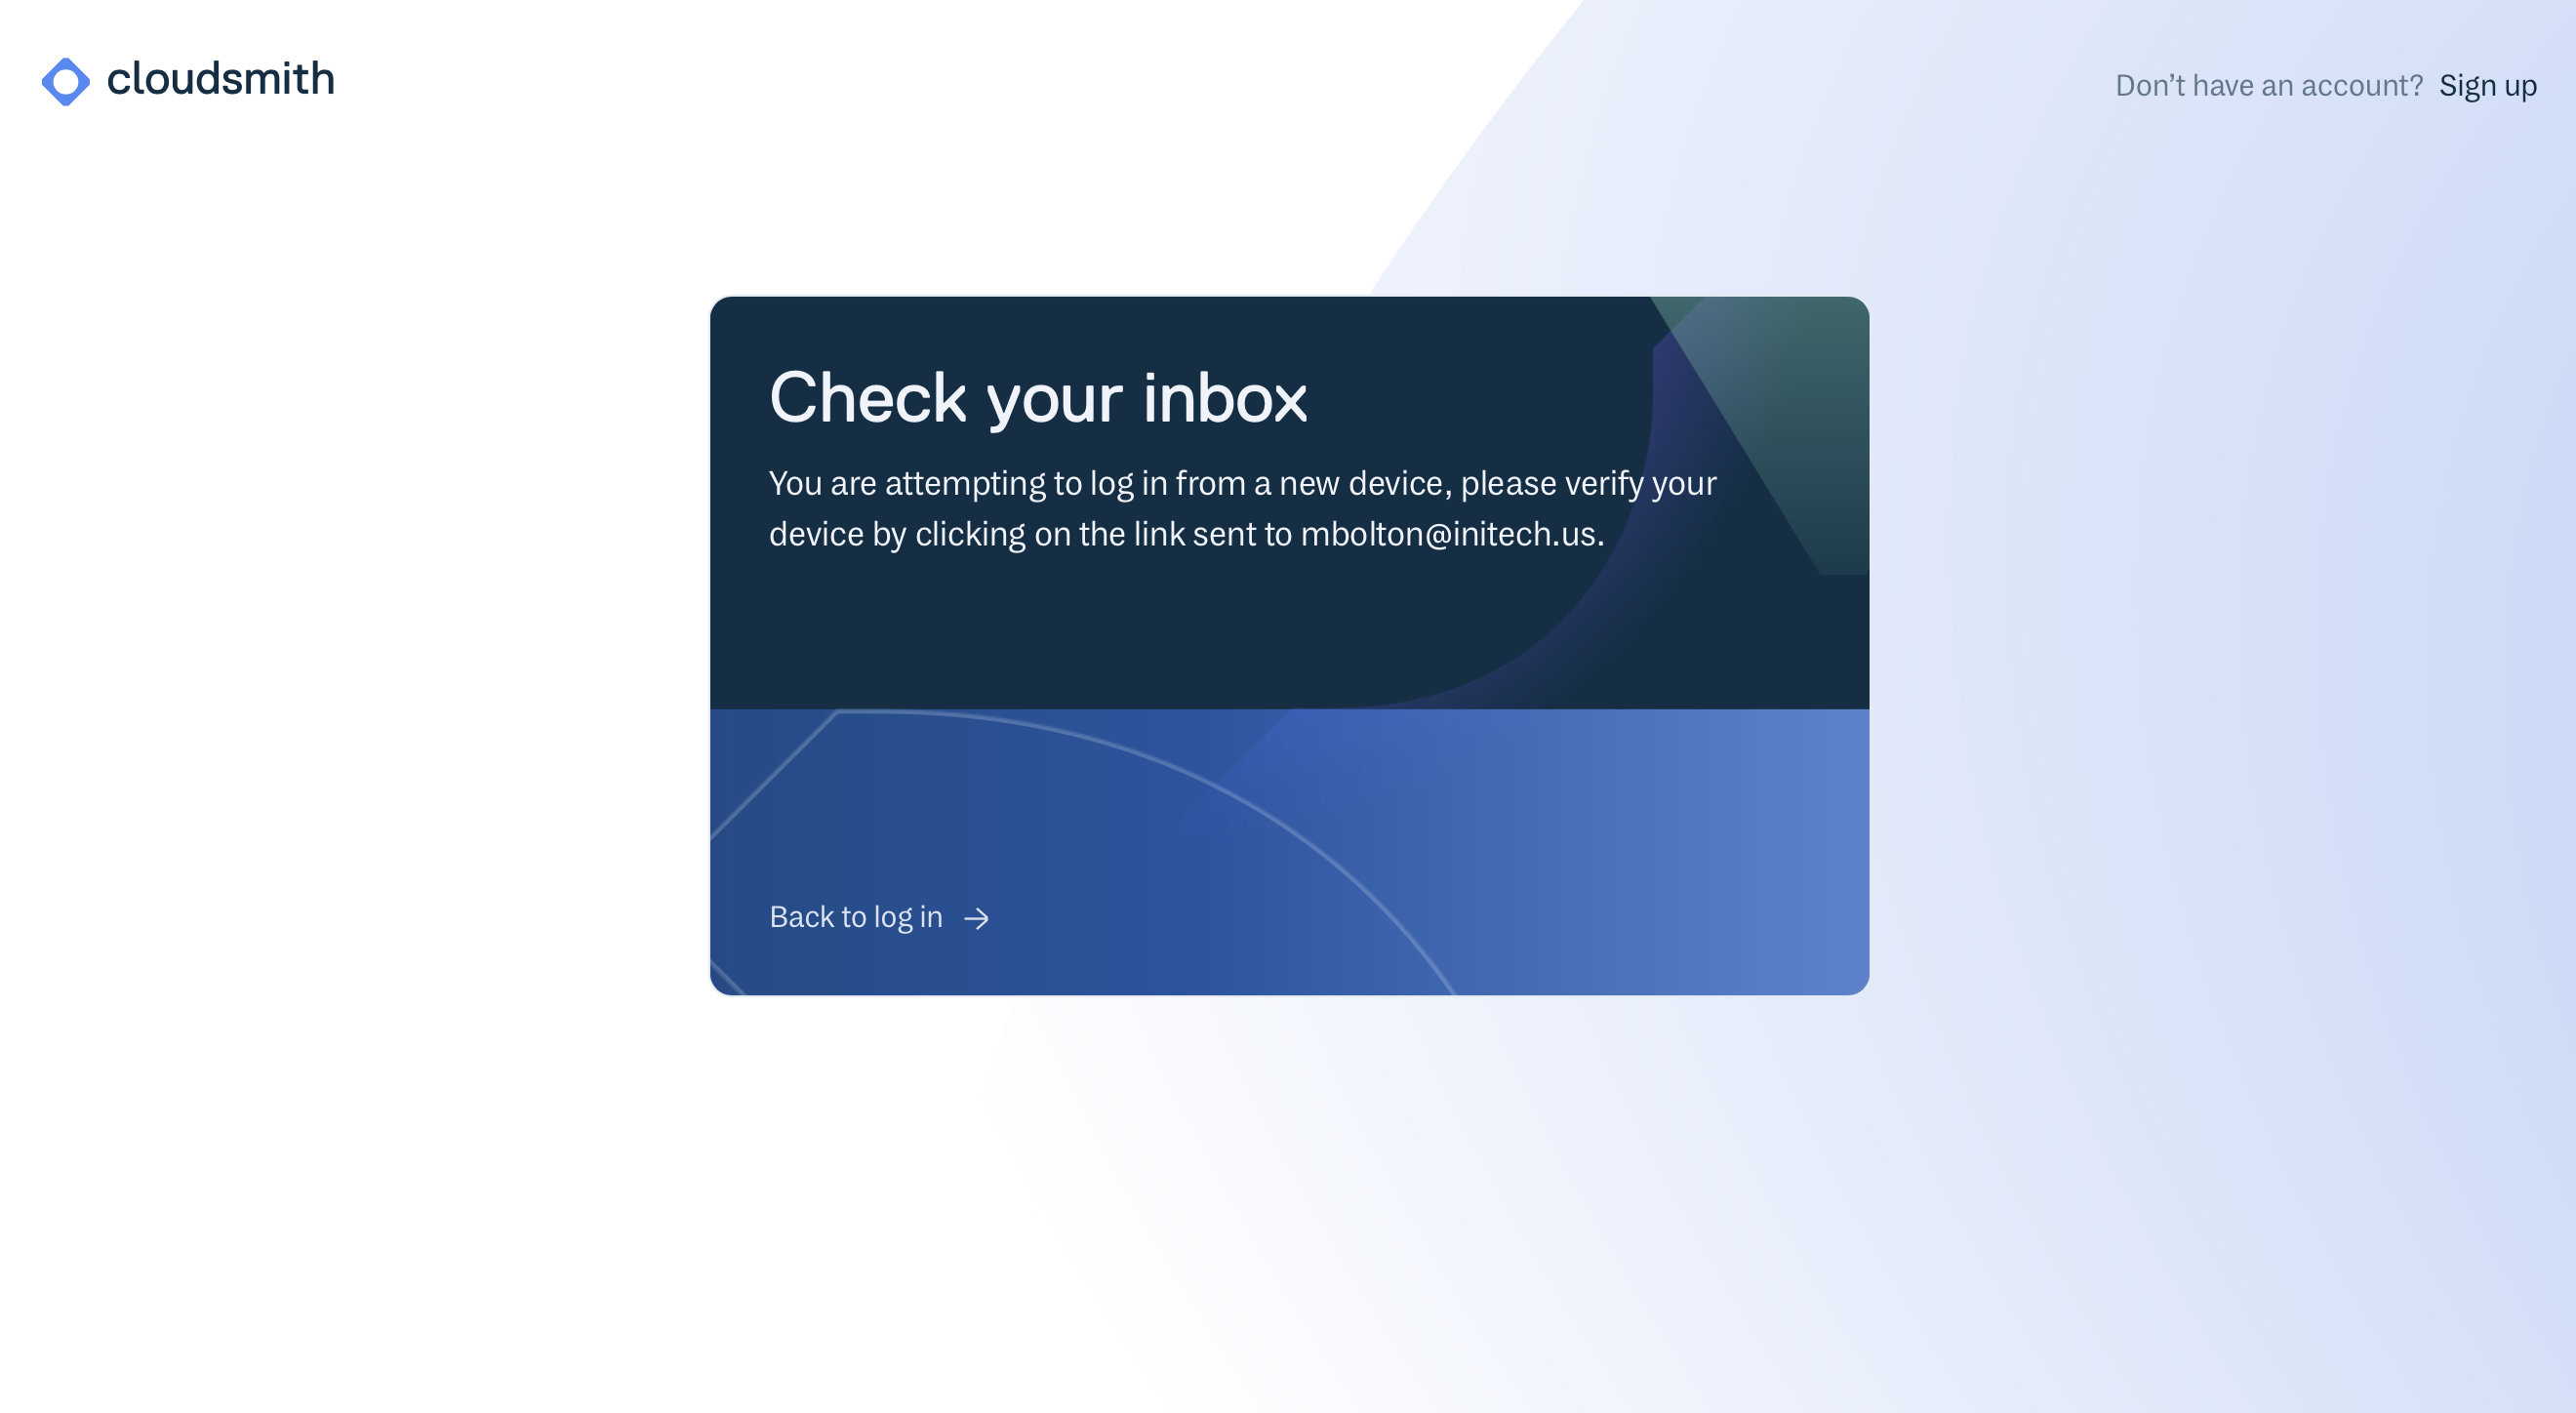 cloudsmith
Don’t have an account? Sign up
Check your inbox
You are attempting to log in from a new device, please verify your
device by clicking on the link sent to mbolton@initech.us.
Back to log in →